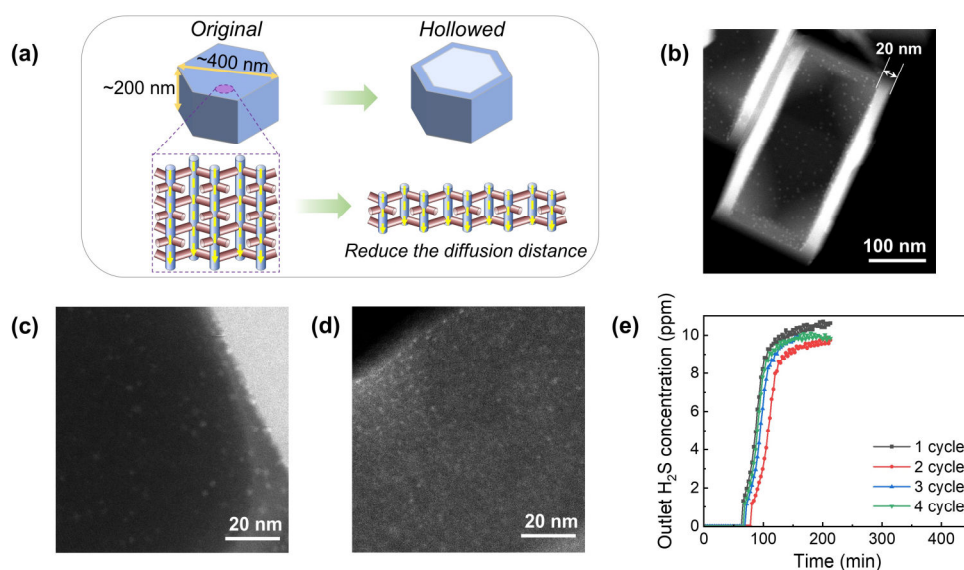 (a)
Original
Hollowed
~400 nm
~200 nm
Reduce the diffusion distance
(b)
20 nm
100 nm
(c)
20 nm
(d)
20 nm
(e)
Outlet H₂S concentration (ppm)
10
8
6
4
2
0
1 cycle
2 cycle
3 cycle
4 cycle
0 100 200 300 400
Time (min)